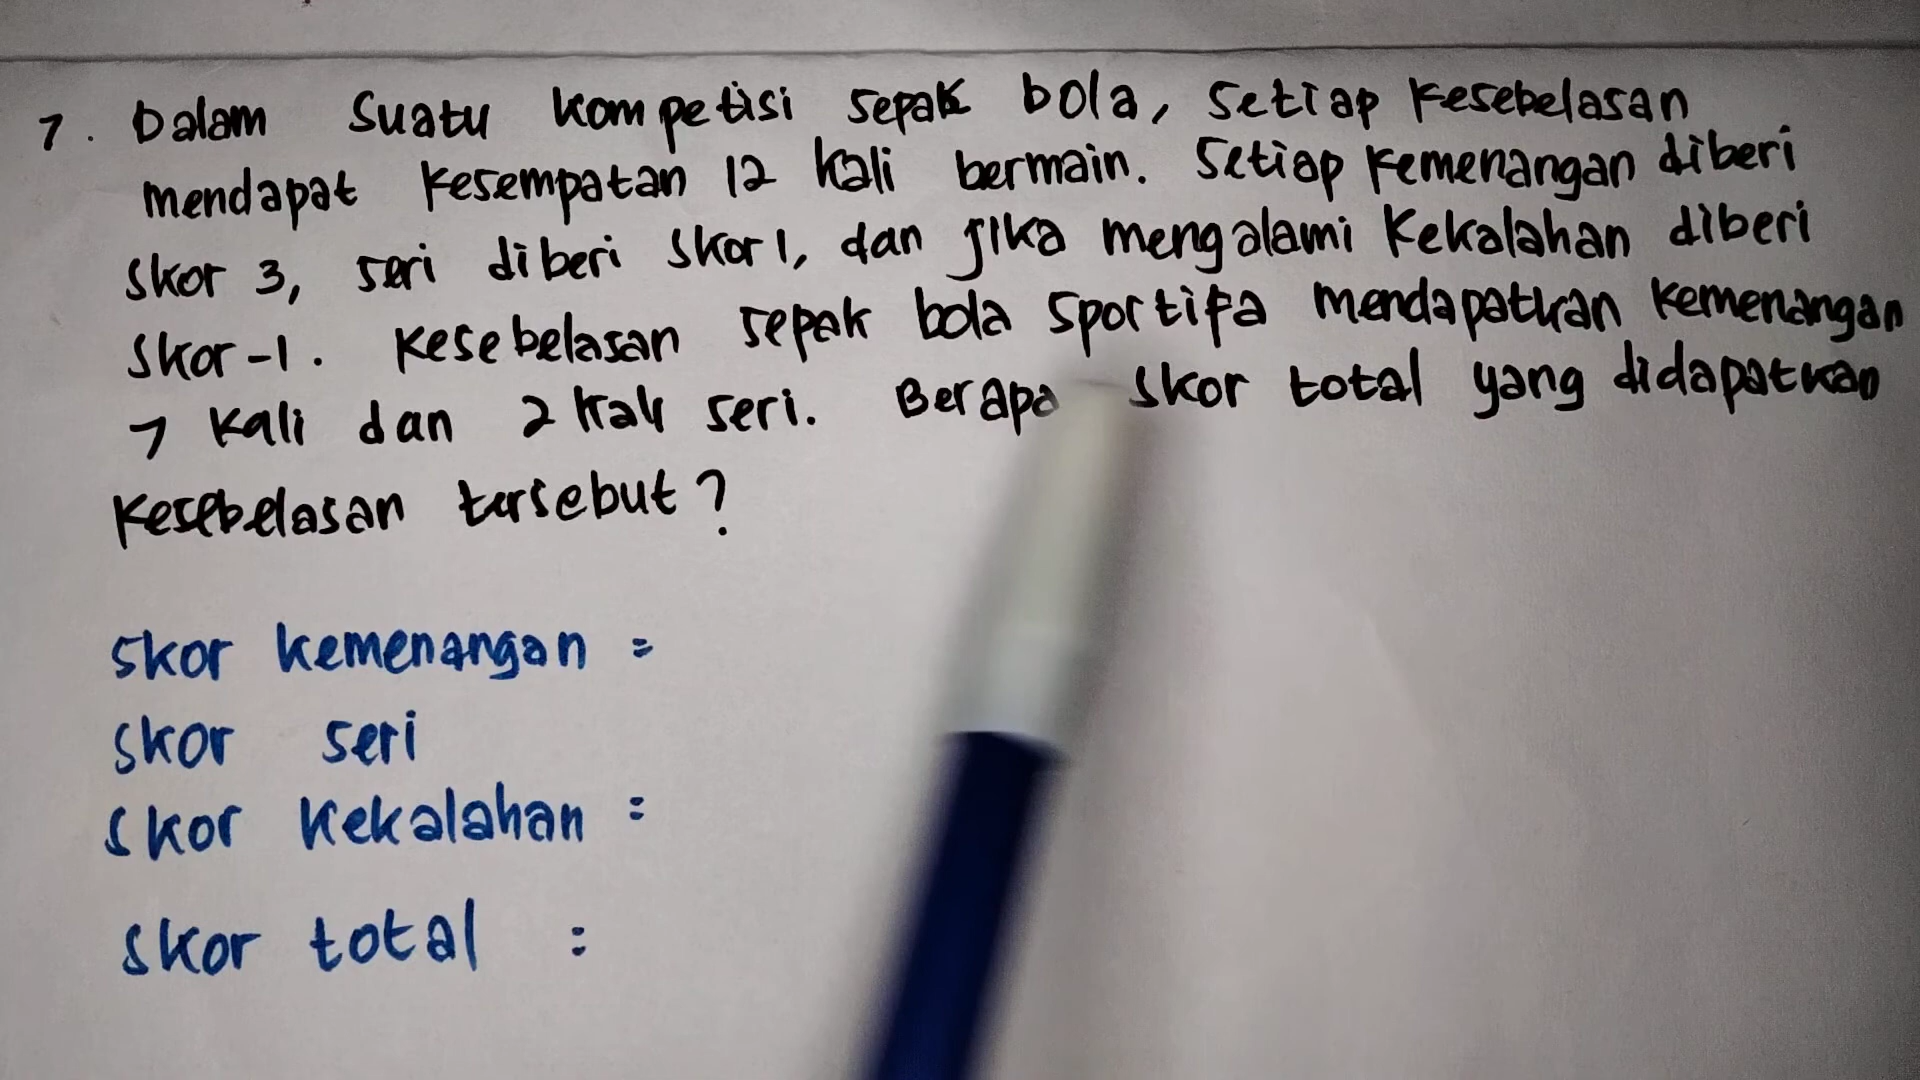 7. Dalam suatu kompetisi sepak bola, setiap kesebelasan
mendapat kesempatan 12 kali bermain. Setiap kemenangan diberi
skor 3, seri diberi skor 1, dan jika mengalami kekalahan diberi
skor -1. Kesebelasan sepak bola sportifa mendapatkan kemenangan
7 kali dan 2 kali seri. Berapa skor total yang didapatkan
kesebelasan tersebut?
skor kemenangan =
skor seri
skor kekalahan :
skor total :